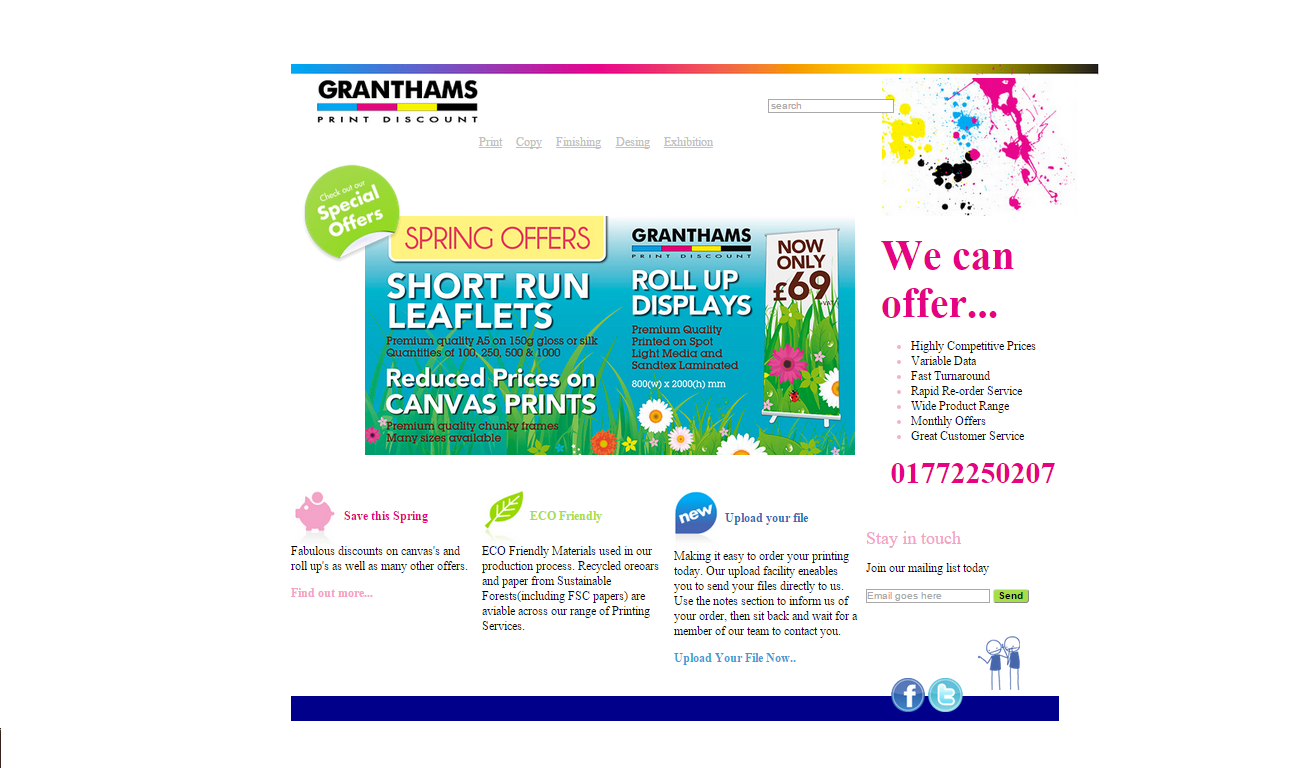 GRANTHAMS
PRINT DISCOUNT
search
Print Copy Finishing Desing Exhibition
Check out our
Special
Offers
SPRING OFFERS
SHORT RUN
LEAFLETS
Premium quality A5 on 150g gloss or silk
Quantities of 100, 250, 500 & 1000
Reduced Prices on
CANVAS PRINTS
Premium quality chunky frames
Many sizes available
GRANTHAMS
PRINT DISCOUNT
ROLL UP
DISPLAYS
Premium Quality
Printed on Spot
Light Media and
Sandtex Laminated
800(w) x 2000(h) mm
NOW
ONLY
£69
+VAT
We can
offer...
Highly Competitive Prices
Variable Data
Fast Turnaround
Rapid Re-order Service
Wide Product Range
Monthly Offers
Great Customer Service
01772250207
Save this Spring
Fabulous discounts on canvas's and
roll up's as well as many other offers.
Find out more...
ECO Friendly
ECO Friendly Materials used in our
production process. Recycled oreoars
and paper from Sustainable
Forests(including FSC papers) are
aviable across our range of Printing
Services.
new
Upload your file
Making it easy to order your printing
today. Our upload facility eneables
you to send your files directly to us.
Use the notes section to inform us of
your order, then sit back and wait for a
member of our team to contact you.
Upload Your File Now..
Stay in touch
Join our mailing list today
Email goes here Send
f t